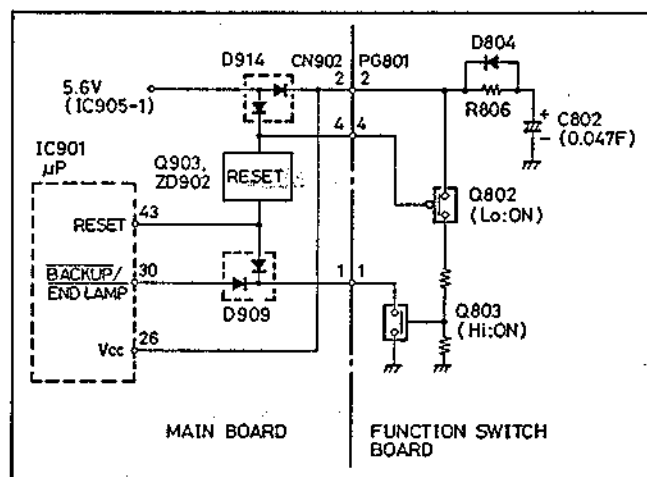 D914
CN902
PG801
D804
5.6V
(IC905-1)
2
2
R806
+
-
C802
(0.047F)
4
4
IC901
μP
Q903,
ZD902
RESET
Q802
(Lo:ON)
RESET
43
BACKUP/
END LAMP
30
1
1
D909
Q803
(Hi:ON)
Vcc
26
MAIN BOARD
FUNCTION SWITCH
BOARD